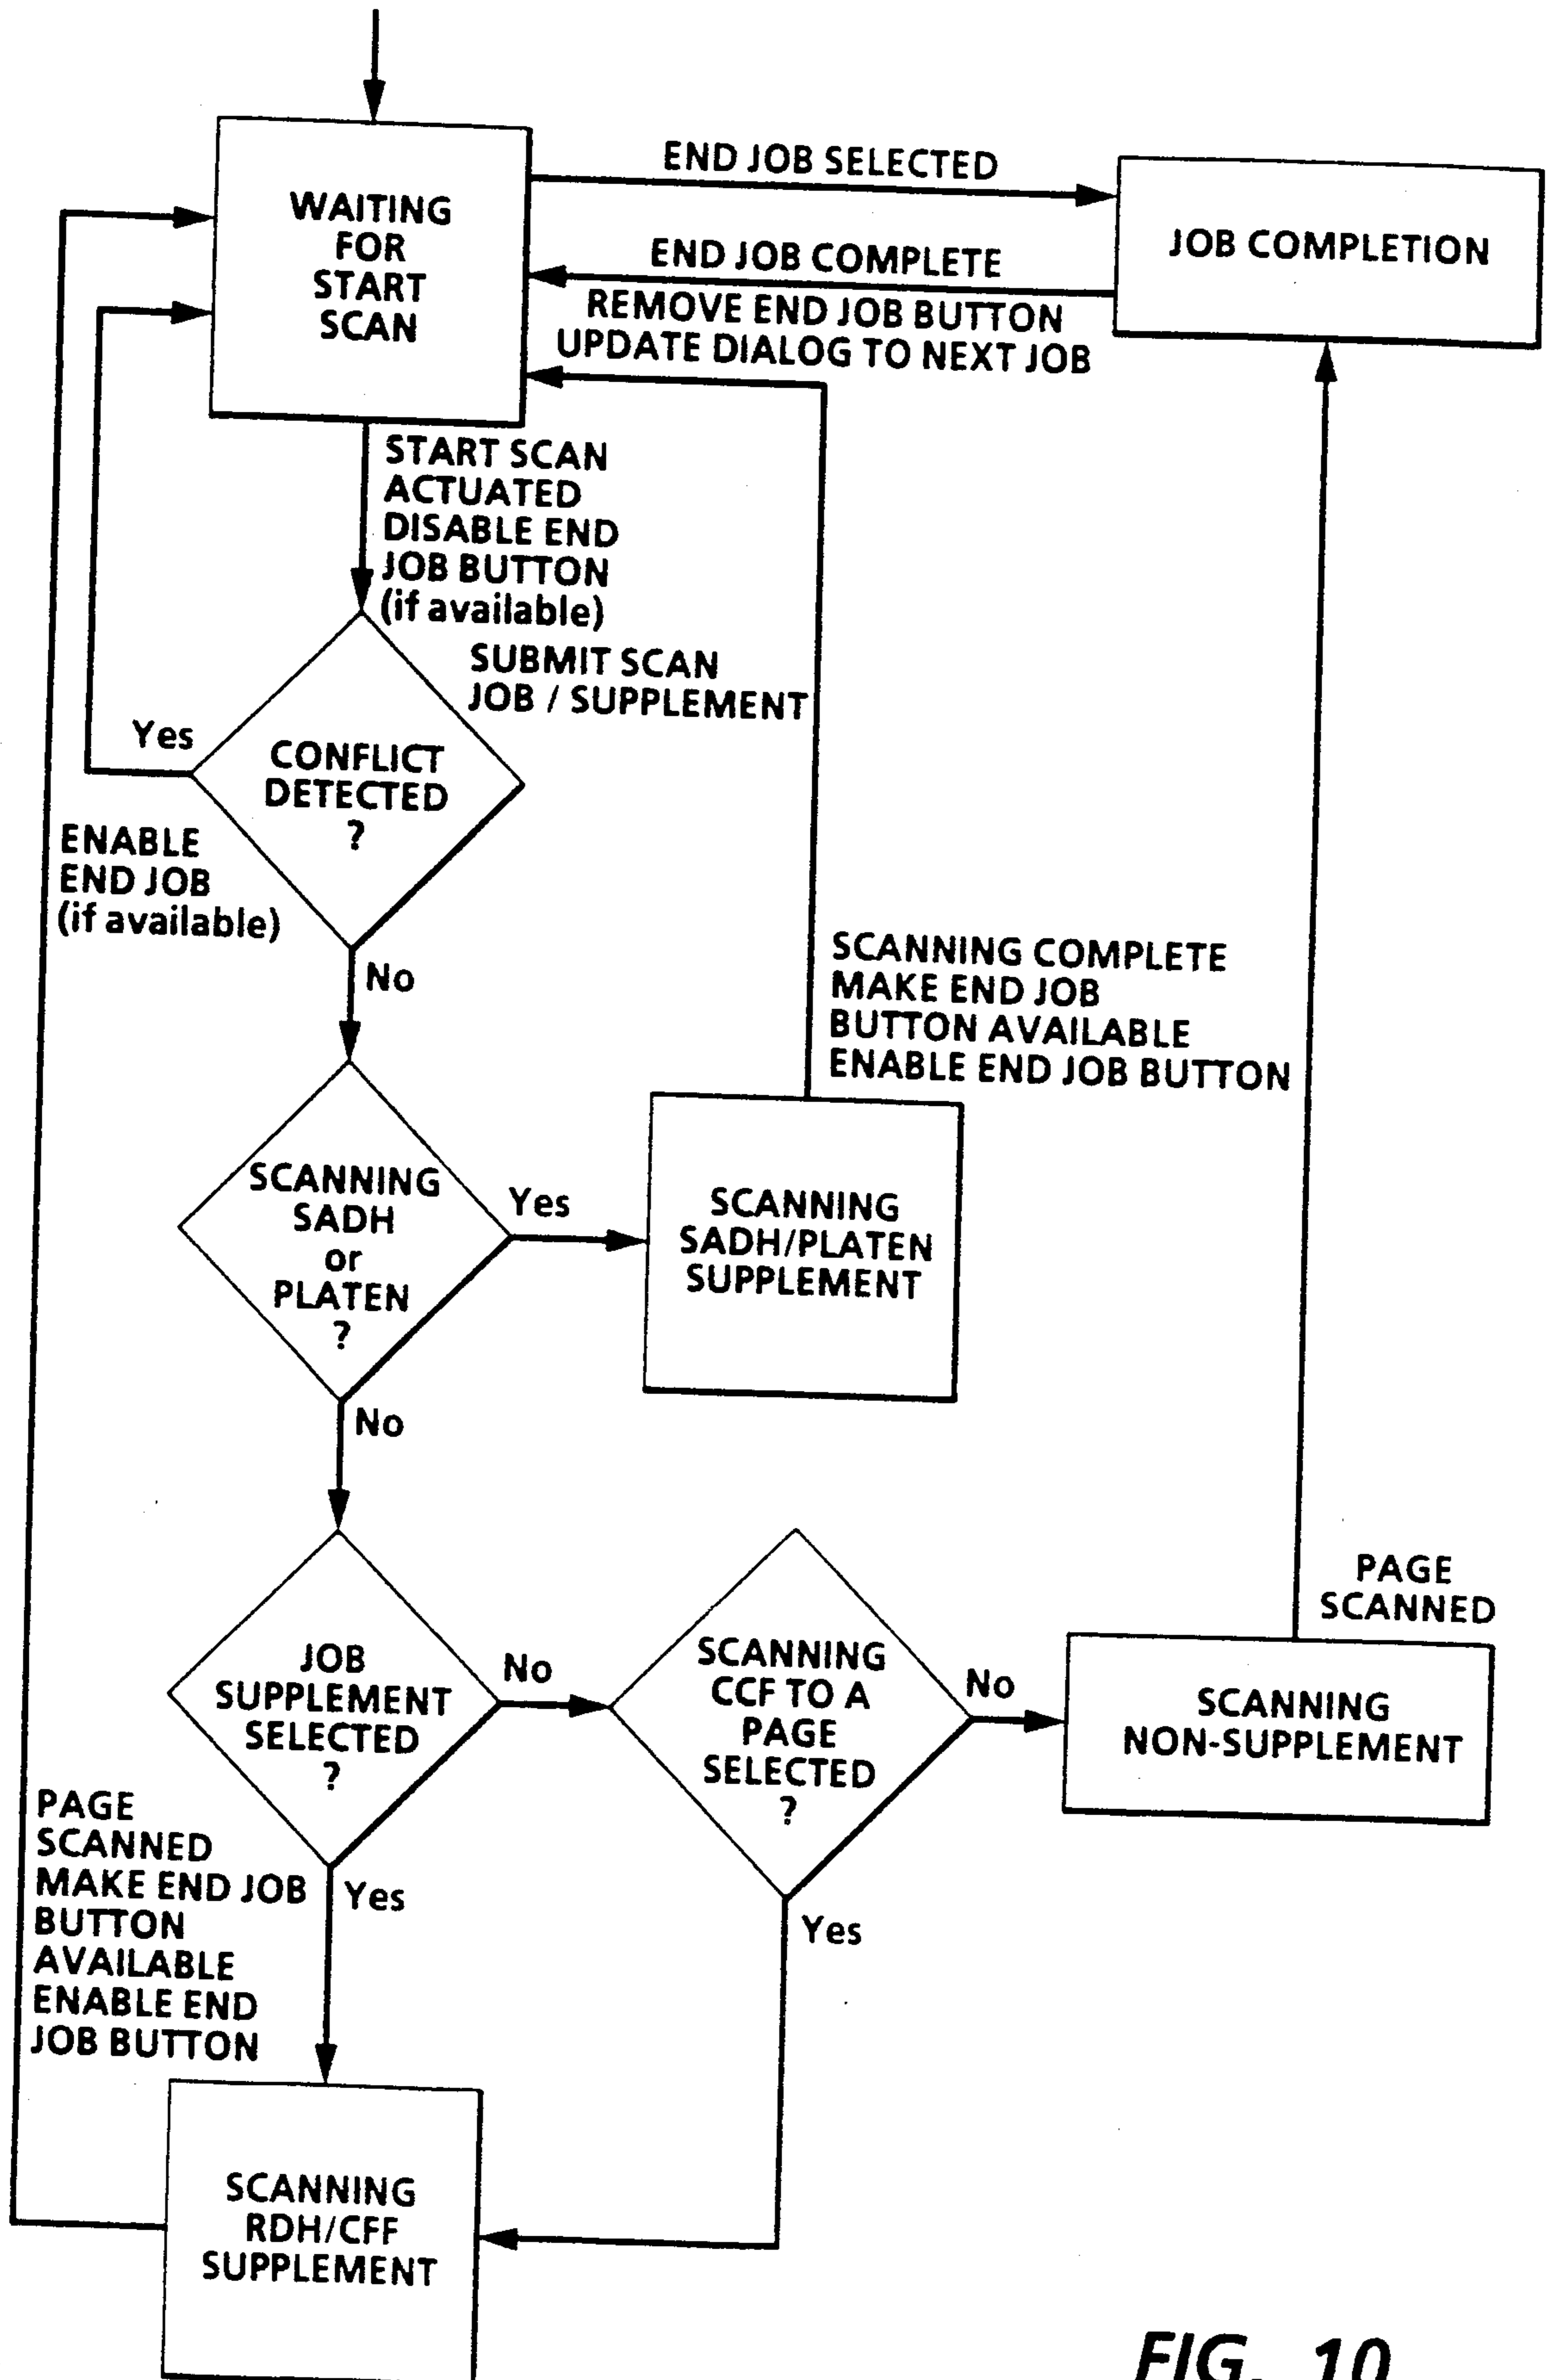 WAITING
FOR
START
SCAN
END JOB SELECTED
JOB COMPLETION
END JOB COMPLETE
REMOVE END JOB BUTTON
UPDATE DIALOG TO NEXT JOB
START SCAN
ACTUATED
DISABLE END
JOB BUTTON
(if available)
SUBMIT SCAN
JOB / SUPPLEMENT
Yes
CONFLICT
DETECTED
?
ENABLE
END JOB
(if available)
No
SCANNING COMPLETE
MAKE END JOB
BUTTON AVAILABLE
ENABLE END JOB BUTTON
SCANNING
SADH
or
PLATEN
?
Yes
SCANNING
SADH/PLATEN
SUPPLEMENT
No
JOB
SUPPLEMENT
SELECTED
?
No
SCANNING
CCF TO A
PAGE
SELECTED
?
No
PAGE
SCANNED
SCANNING
NON-SUPPLEMENT
PAGE
SCANNED
MAKE END JOB
BUTTON
AVAILABLE
ENABLE END
JOB BUTTON
Yes
Yes
SCANNING
RDH/CFF
SUPPLEMENT
FIG. 10